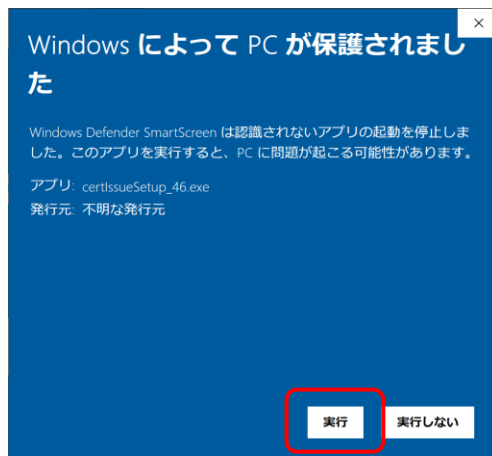 Windows によって PC が保護されまし
た
Windows Defender SmartScreen は認識されないアプリの起動を停止しま
した。このアプリを実行すると、PC に問題が起こる可能性があります。
アプリ: certIssueSetup_46.exe
発行元: 不明な発行元
実行 実行しない